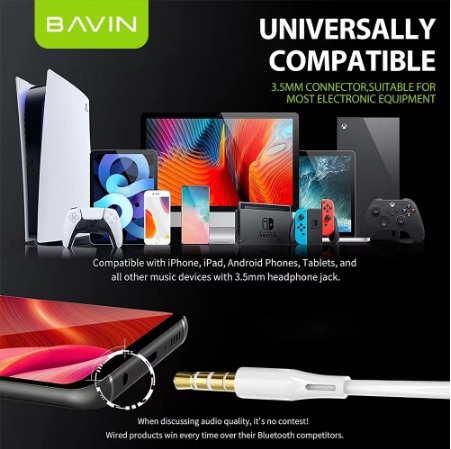 BAVIN
UNIVERSALLY
COMPATIBLE
3.5MM CONNECTOR,SUITABLE FOR
MOST ELECTRONIC EQUIPMENT
Compatible with iPhone, iPad, Android Phones, Tablets, and
all other music devices with 3.5mm headphone jack.
When discussing audio quality, it's no contest!
Wired products win every time over their Bluetooth competitors.